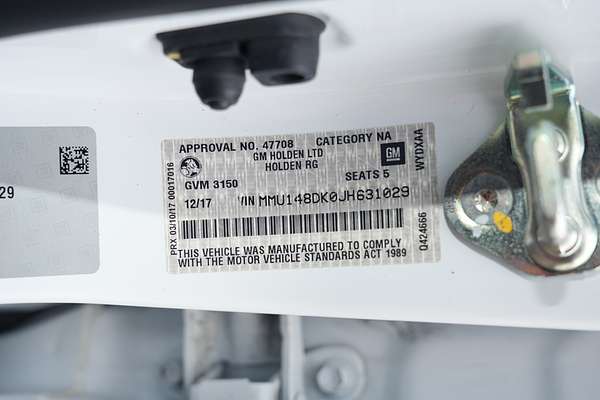 29
APPROVAL NO. 47708 CATEGORY NA
GM HOLDEN LTD
HOLDEN RG
GM
GVM 3150 SEATS 5
12/17 VIN MMU148DK0JH631029
THIS VEHICLE WAS MANUFACTURED TO COMPLY
WITH THE MOTOR VEHICLE STANDARDS ACT 1989
PRX 03/10/17 00017016
0424666 WYDXAA